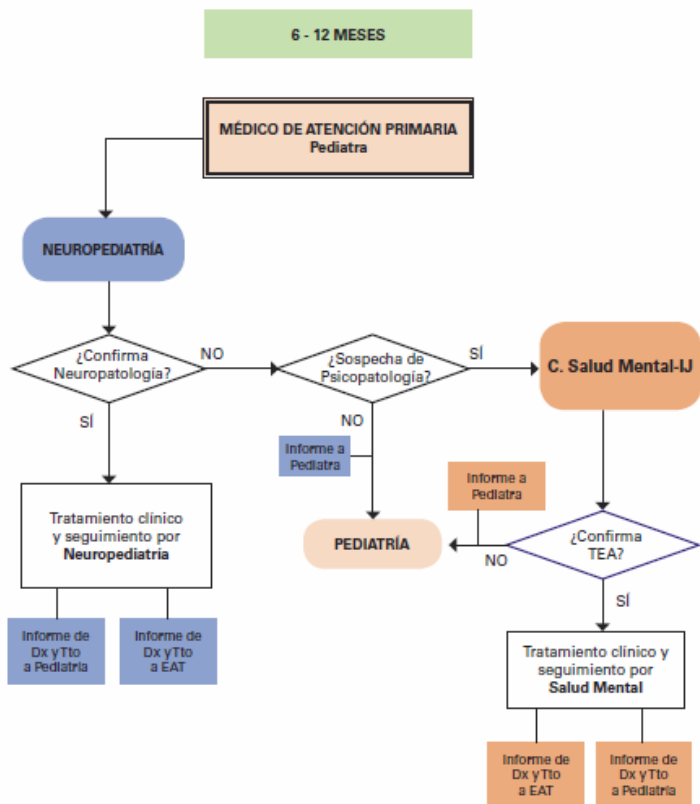 6 - 12 MESES
MÉDICO DE ATENCIÓN PRIMARIA
Pediatra
NEUROPEDIATRÍA
¿Confirma
Neuropatología?
NO
¿Sospecha de
Psicopatología?
SÍ
C. Salud Mental-IJ
SÍ
NO
Informe a
Pediatra
Informe a
Pediatra
Tratamiento clínico
y seguimiento por
Neuropediatría
PEDIATRÍA
NO
¿Confirma
TEA?
SÍ
Informe de
Dx y Tto
a Pediatría
Informe de
Dx y Tto
a EAT
Tratamiento clínico y
seguimiento por
Salud Mental
Informe de
Dx y Tto
a EAT
Informe de
Dx y Tto
a Pediatría